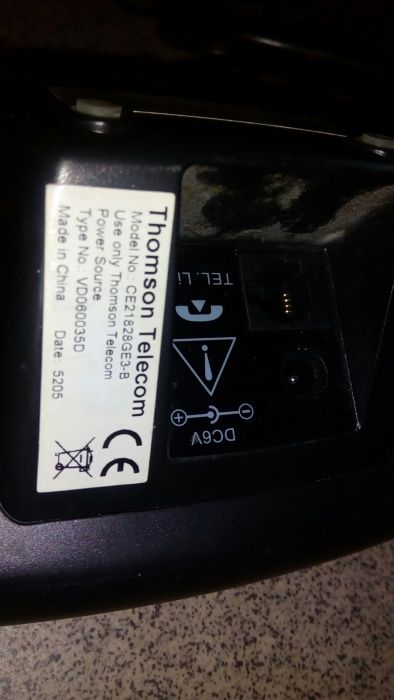 Thomson Telecom
Model No.: CE21828GE3-B
Use only Thomson Telecom
Power Source
Type No.: VD060035D
Made in China Date: 5205
CE
TEL. LI
DC6V